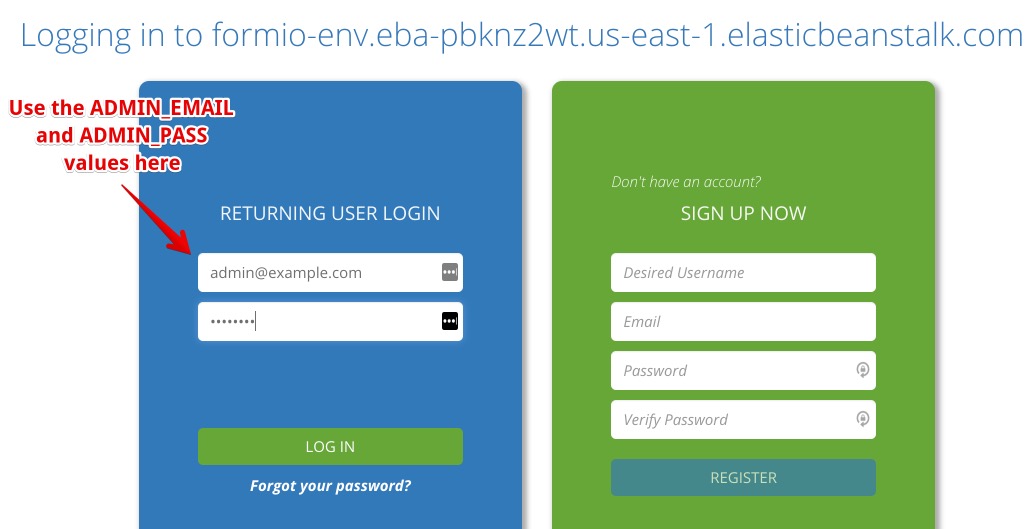 Logging in to formio-env.eba-pbknz2wt.us-east-1.elasticbeanstalk.com
Use the ADMIN_EMAIL
and ADMIN_PASS
values here
RETURNING USER LOGIN
admin@example.com
••••••••
LOG IN
Forgot your password?
Don't have an account?
SIGN UP NOW
Desired Username
Email
Password
Verify Password
REGISTER